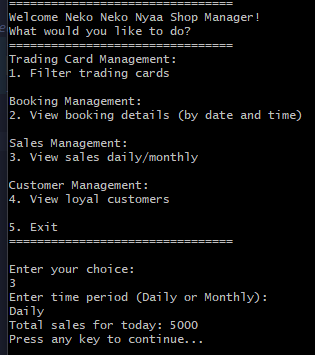 ================================
Welcome Neko Neko Nyaa Shop Manager!
What would you like to do?
================================
Trading Card Management:
1. Filter trading cards
Booking Management:
2. View booking details (by date and time)
Sales Management:
3. View sales daily/monthly
Customer Management:
4. View loyal customers
5. Exit
================================
Enter your choice:
3
Enter time period (Daily or Monthly):
Daily
Total sales for today: 5000
Press any key to continue...